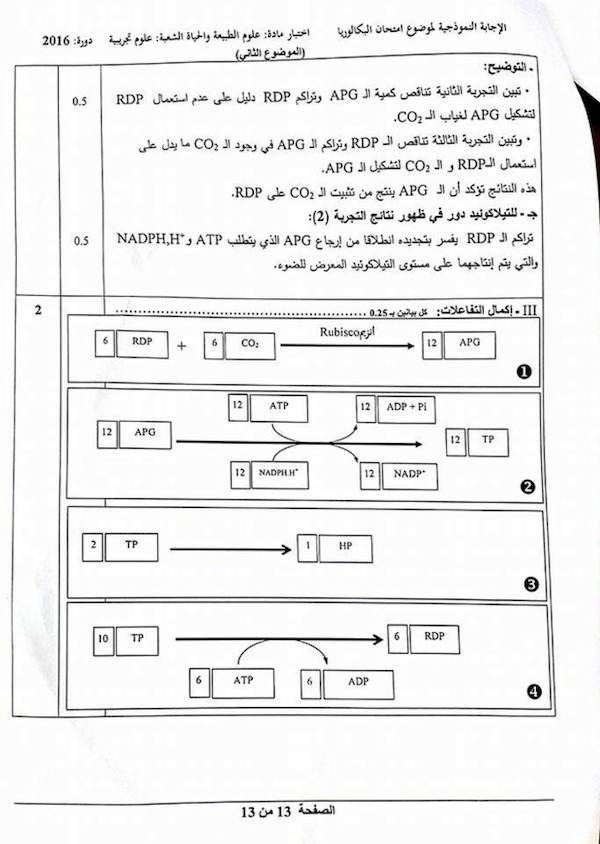 الإجابة النموذجية لموضوع امتحان البكالوريا اختبار مادة: علوم الطبيعة والحياة الشعبة: علوم تجريبية دورة: 2016
(الموضوع الثاني)
- التوضيح:
• تبين التجربة الثانية تناقص كمية الـ APG وتراكم RDP دليل على عدم استعمال RDP
0.5
لتشكيل APG لغياب الـ CO₂.
• وتبين التجربة الثالثة تناقص الـ RDP وتراكم الـ APG في وجود الـ CO₂ ما يدل على
استعمال الـRDP و الـ CO₂ لتشكيل الـ APG.
هذه النتائج تؤكد أن الـ APG ينتج من تثبيت الـ CO₂ على RDP.
جـ - للتيلاكوئيد دور في ظهور نتائج التجربة (2):
تراكم الـ RDP يفسر بتجديده انطلاقا من إرجاع APG الذي يتطلب ATP و NADPH,H⁺
0.5
والتي يتم إنتاجهما على مستوى التيلاكوئيد المعرض للضوء.
III - إكمال التفاعلات: كل بيانين بـ 0.25 ........................................
2
أنزيم Rubisco
6 RDP + 6 CO₂ 12 APG
❶
12 ATP 12 ADP + Pi
12 APG 12 TP
12 NADPH.H⁺ 12 NADP⁺
❷
2 TP 1 HP
❸
10 TP 6 RDP
6 ATP 6 ADP
❹
الصفحة 13 من 13